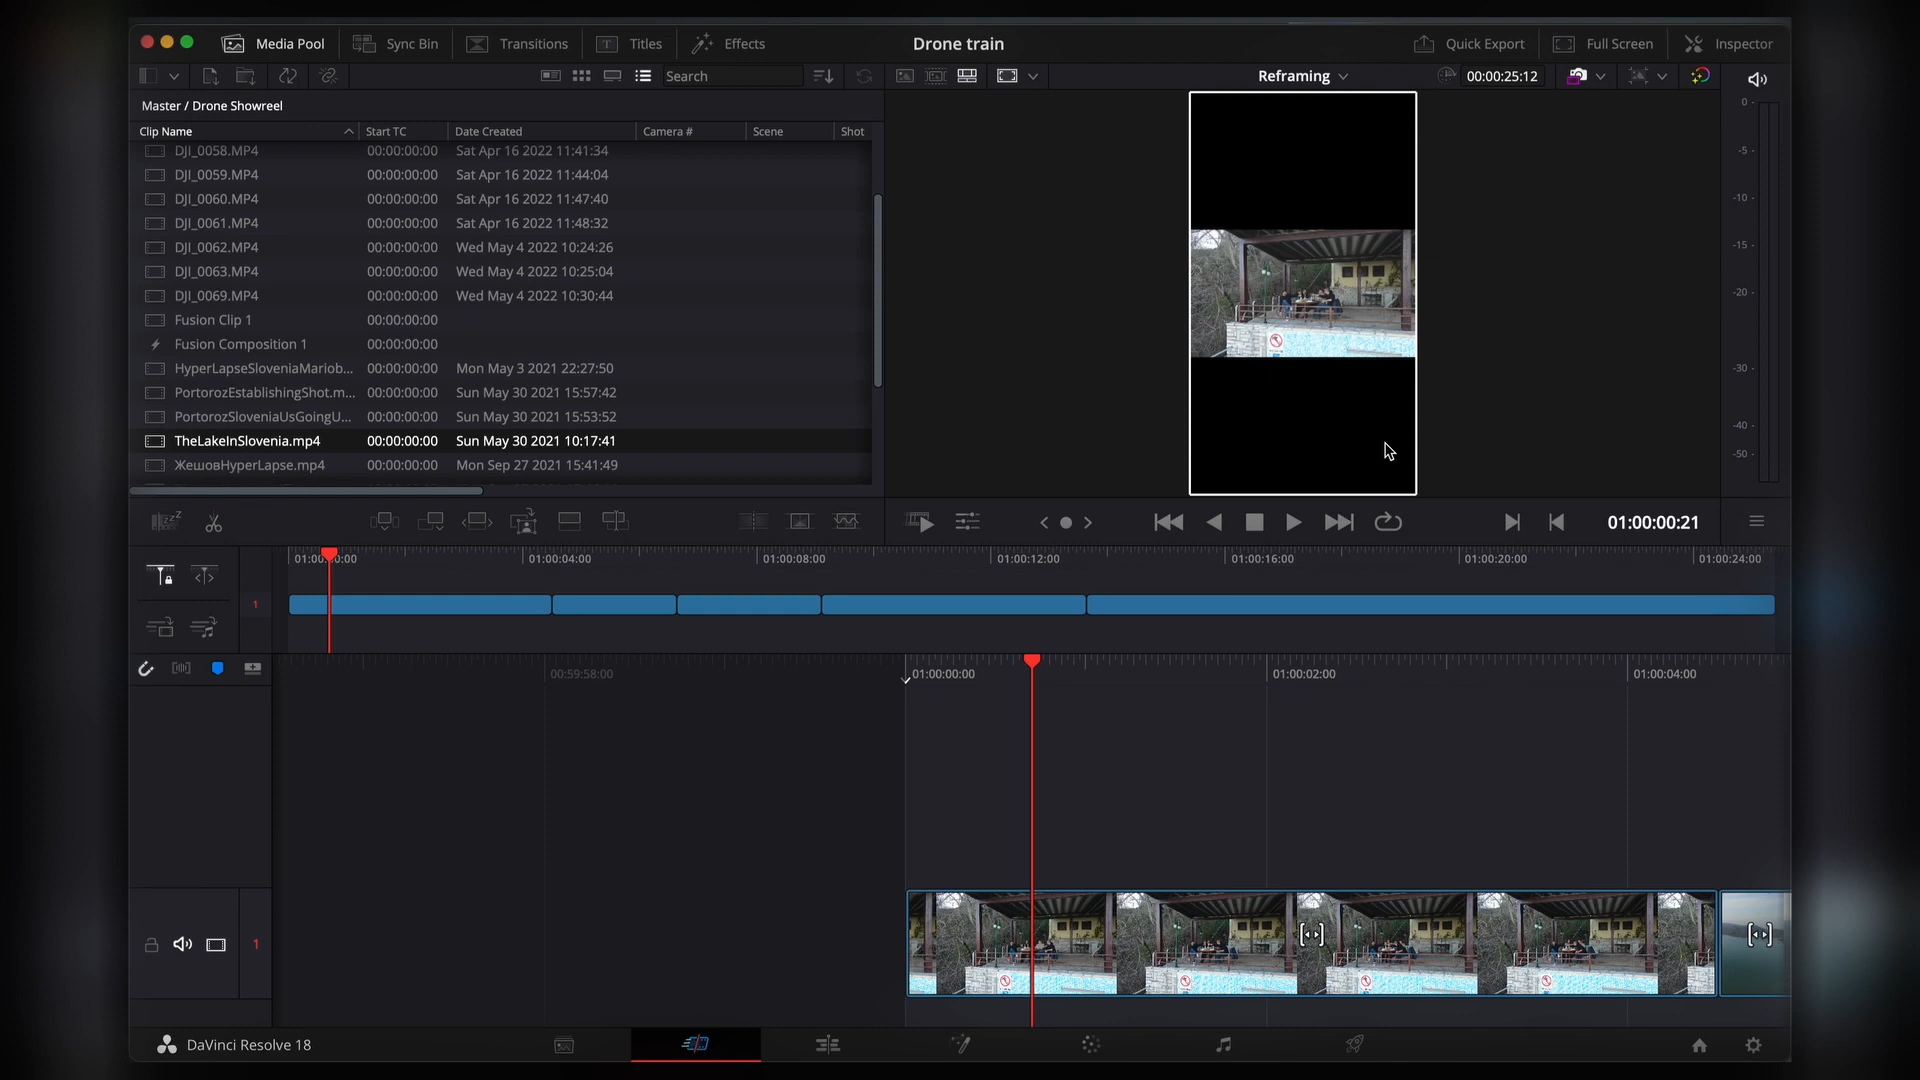 Media Pool Sync Bin Transitions Titles Effects Drone train Quick Export Full Screen Inspector
Search Reframing 00:00:25:12
Master / Drone Showreel
Clip Name Start TC Date Created Camera # Scene Shot
DJI_0058.MP4 00:00:00:00 Sat Apr 16 2022 11:41:34
DJI_0059.MP4 00:00:00:00 Sat Apr 16 2022 11:44:04
DJI_0060.MP4 00:00:00:00 Sat Apr 16 2022 11:47:40
DJI_0061.MP4 00:00:00:00 Sat Apr 16 2022 11:48:32
DJI_0062.MP4 00:00:00:00 Wed May 4 2022 10:24:26
DJI_0063.MP4 00:00:00:00 Wed May 4 2022 10:25:04
DJI_0069.MP4 00:00:00:00 Wed May 4 2022 10:30:44
Fusion Clip 1 00:00:00:00
Fusion Composition 1 00:00:00:00
HyperLapseSloveniaMariob... 00:00:00:00 Mon May 3 2021 22:27:50
PortorozEstablishingShot.m... 00:00:00:00 Sun May 30 2021 15:57:42
PortorozSloveniaUsGoingU... 00:00:00:00 Sun May 30 2021 15:53:52
TheLakeInSlovenia.mp4 00:00:00:00 Sun May 30 2021 10:17:41
ЖешовHyperLapse.mp4 00:00:00:00 Mon Sep 27 2021 15:41:49
0
-5
-10
-15
-20
-30
-40
-50
01:00:00:21
01:00:04:00 01:00:08:00 01:00:12:00 01:00:16:00 01:00:20:00 01:00:24:00
1
00:59:58:00 01:00:00:00 01:00:02:00 01:00:04:00
1
DaVinci Resolve 18